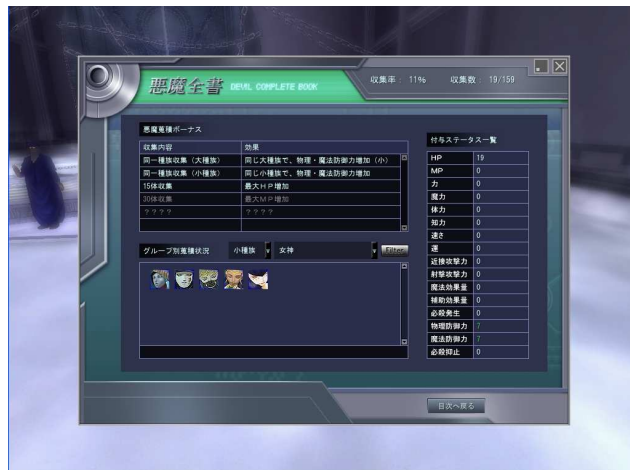 悪魔全書 DEVIL COMPLETE BOOK
収集率: 11% 収集数: 19/159
悪魔蒐積ボーナス
収集内容 効果
同一種族収集(大種族) 同じ大種族で、物理・魔法防御力増加(小)
同一種族収集(小種族) 同じ小種族で、物理・魔法防御力増加
15体収集 最大HP増加
30体収集 最大MP増加
???? ????
グループ別蒐積状況 小種族 女神 Filter
付与ステータス一覧
HP 19
MP 0
力 0
魔力 0
体力 0
知力 0
速さ 0
運 0
近接攻撃力 0
射撃攻撃力 0
魔法効果量 0
補助効果量 0
必殺発生 0
物理防御力 7
魔法防御力 7
必殺抑止 0
目次へ戻る